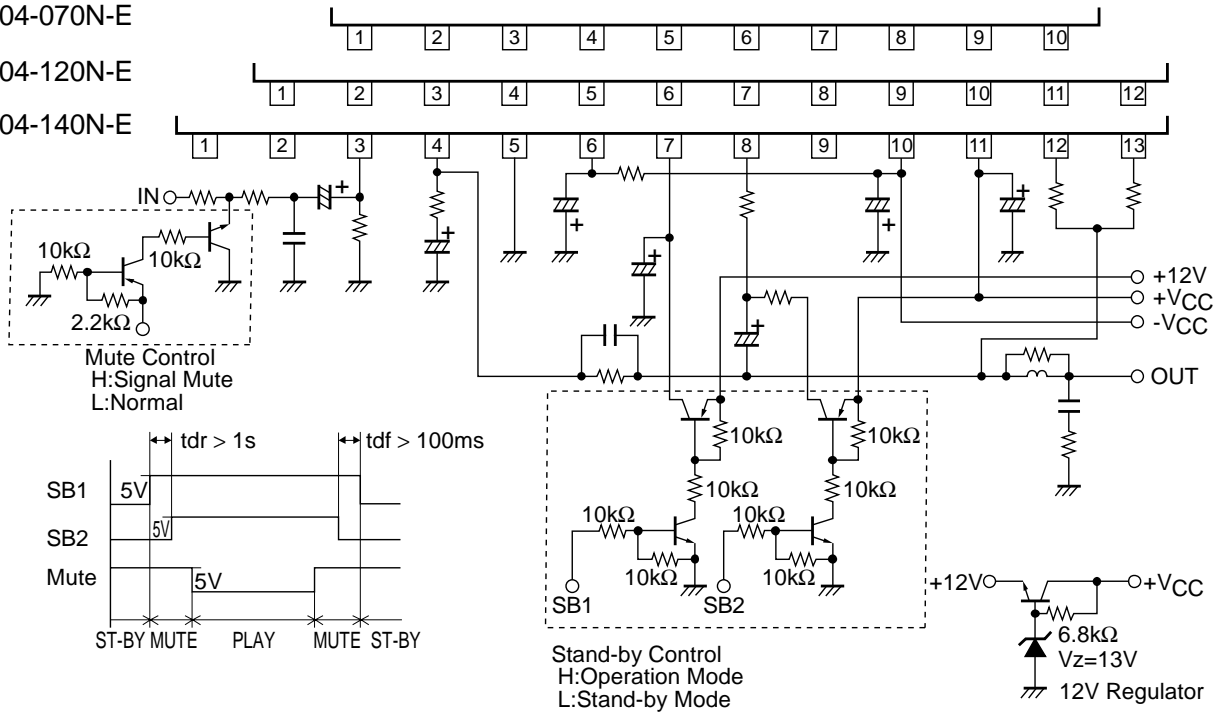 04-070N-E
1 2 3 4 5 6 7 8 9 10
04-120N-E
1 2 3 4 5 6 7 8 9 10 11 12
04-140N-E
1 2 3 4 5 6 7 8 9 10 11 12 13
IN
+
+
+
+
+
+
+
10kΩ
10kΩ
2.2kΩ
Mute Control
H:Signal Mute
L:Normal
+12V
+VCC
-VCC
OUT
10kΩ
10kΩ
10kΩ
10kΩ
10kΩ
10kΩ
10kΩ
10kΩ
SB1
SB2
Stand-by Control
H:Operation Mode
L:Stand-by Mode
tdr > 1s
tdf > 100ms
SB1
5V
SB2
5V
Mute
5V
ST-BY MUTE PLAY MUTE ST-BY
+12V
+VCC
6.8kΩ
Vz=13V
12V Regulator